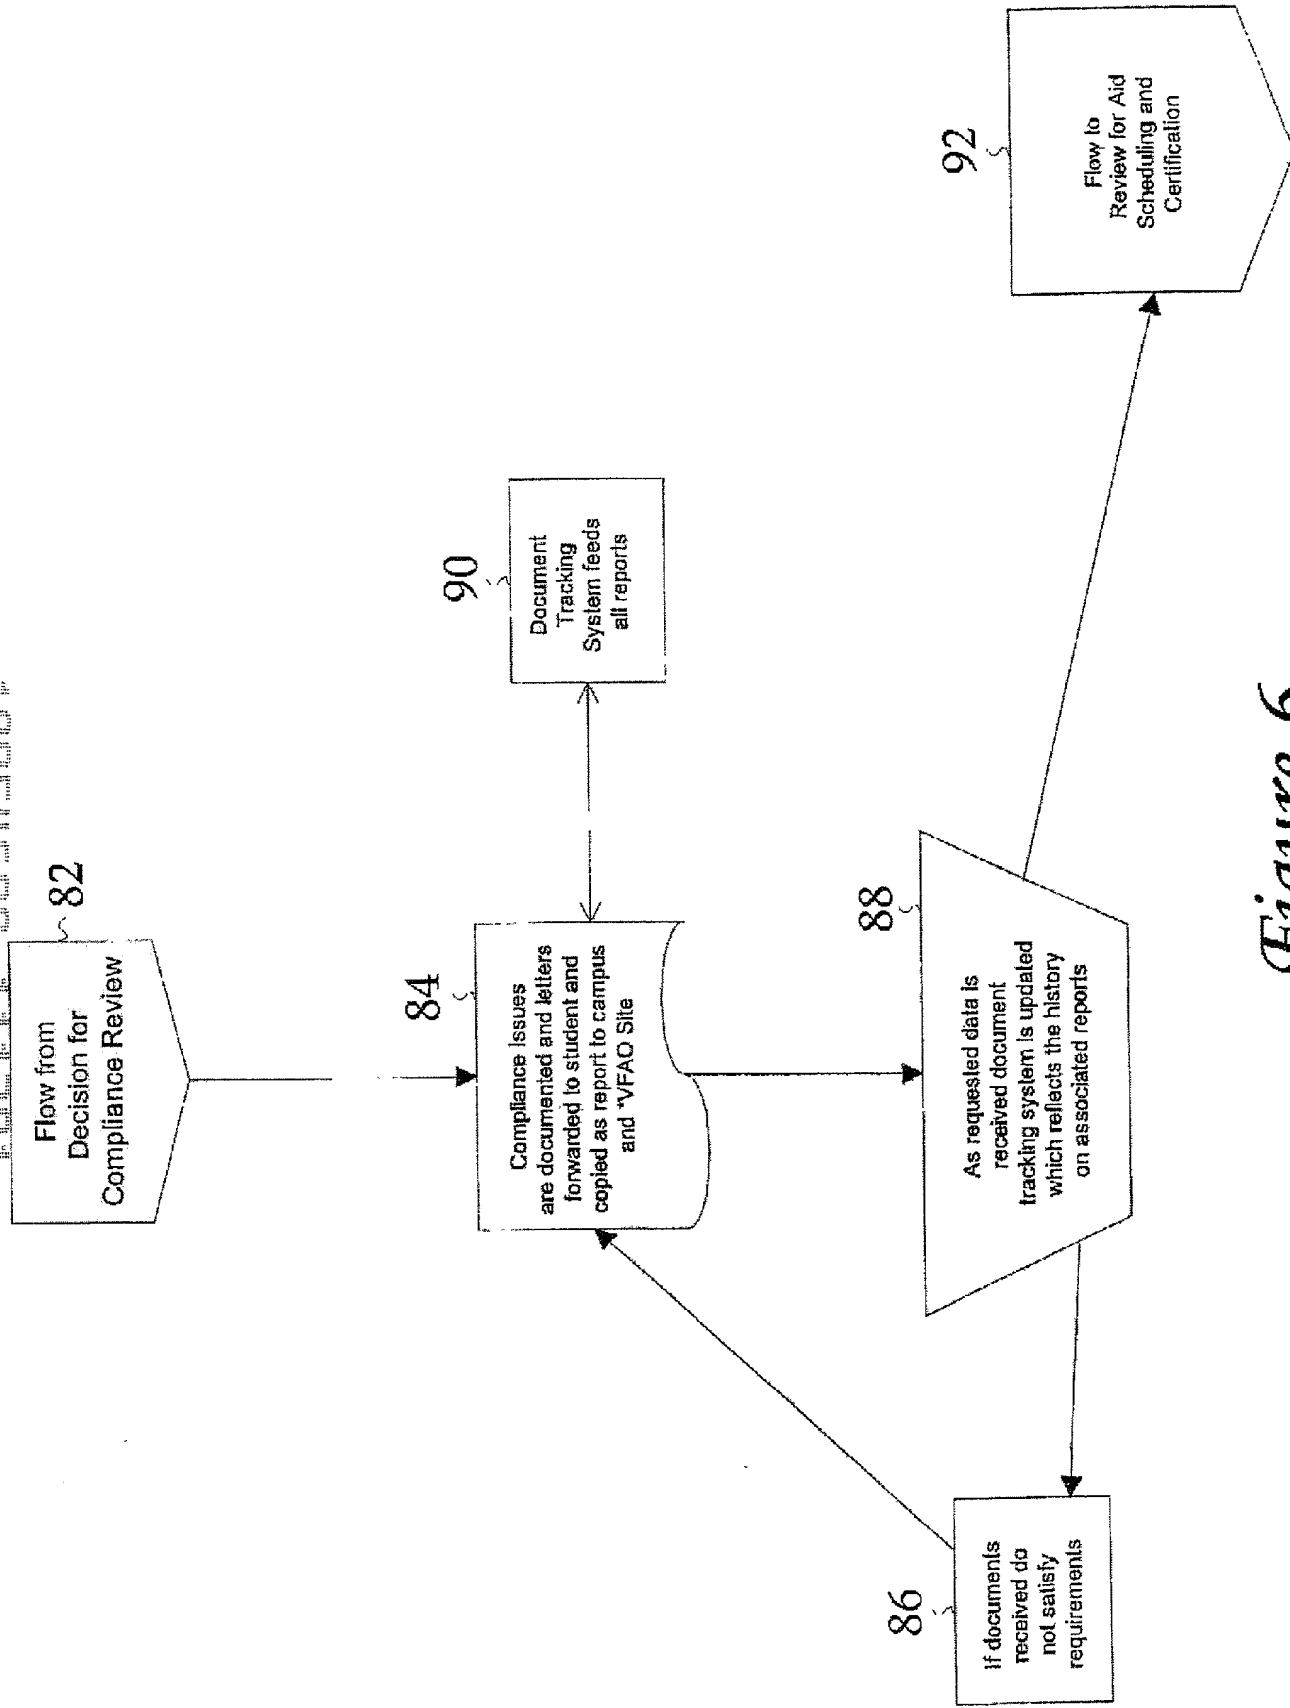 82
Flow from
Decision for
Compliance Review
84
Compliance Issues
are documented and letters
forwarded to student and
copied as report to campus
and *VFAO Site
90
Document
Tracking
System feeds
all reports
88
As requested data is
received document
tracking system is updated
which reflects the history
on associated reports
86
If documents
received do
not satisfy
requirements
92
Flow to
Review for Aid
Scheduling and
Certification
Figure 6